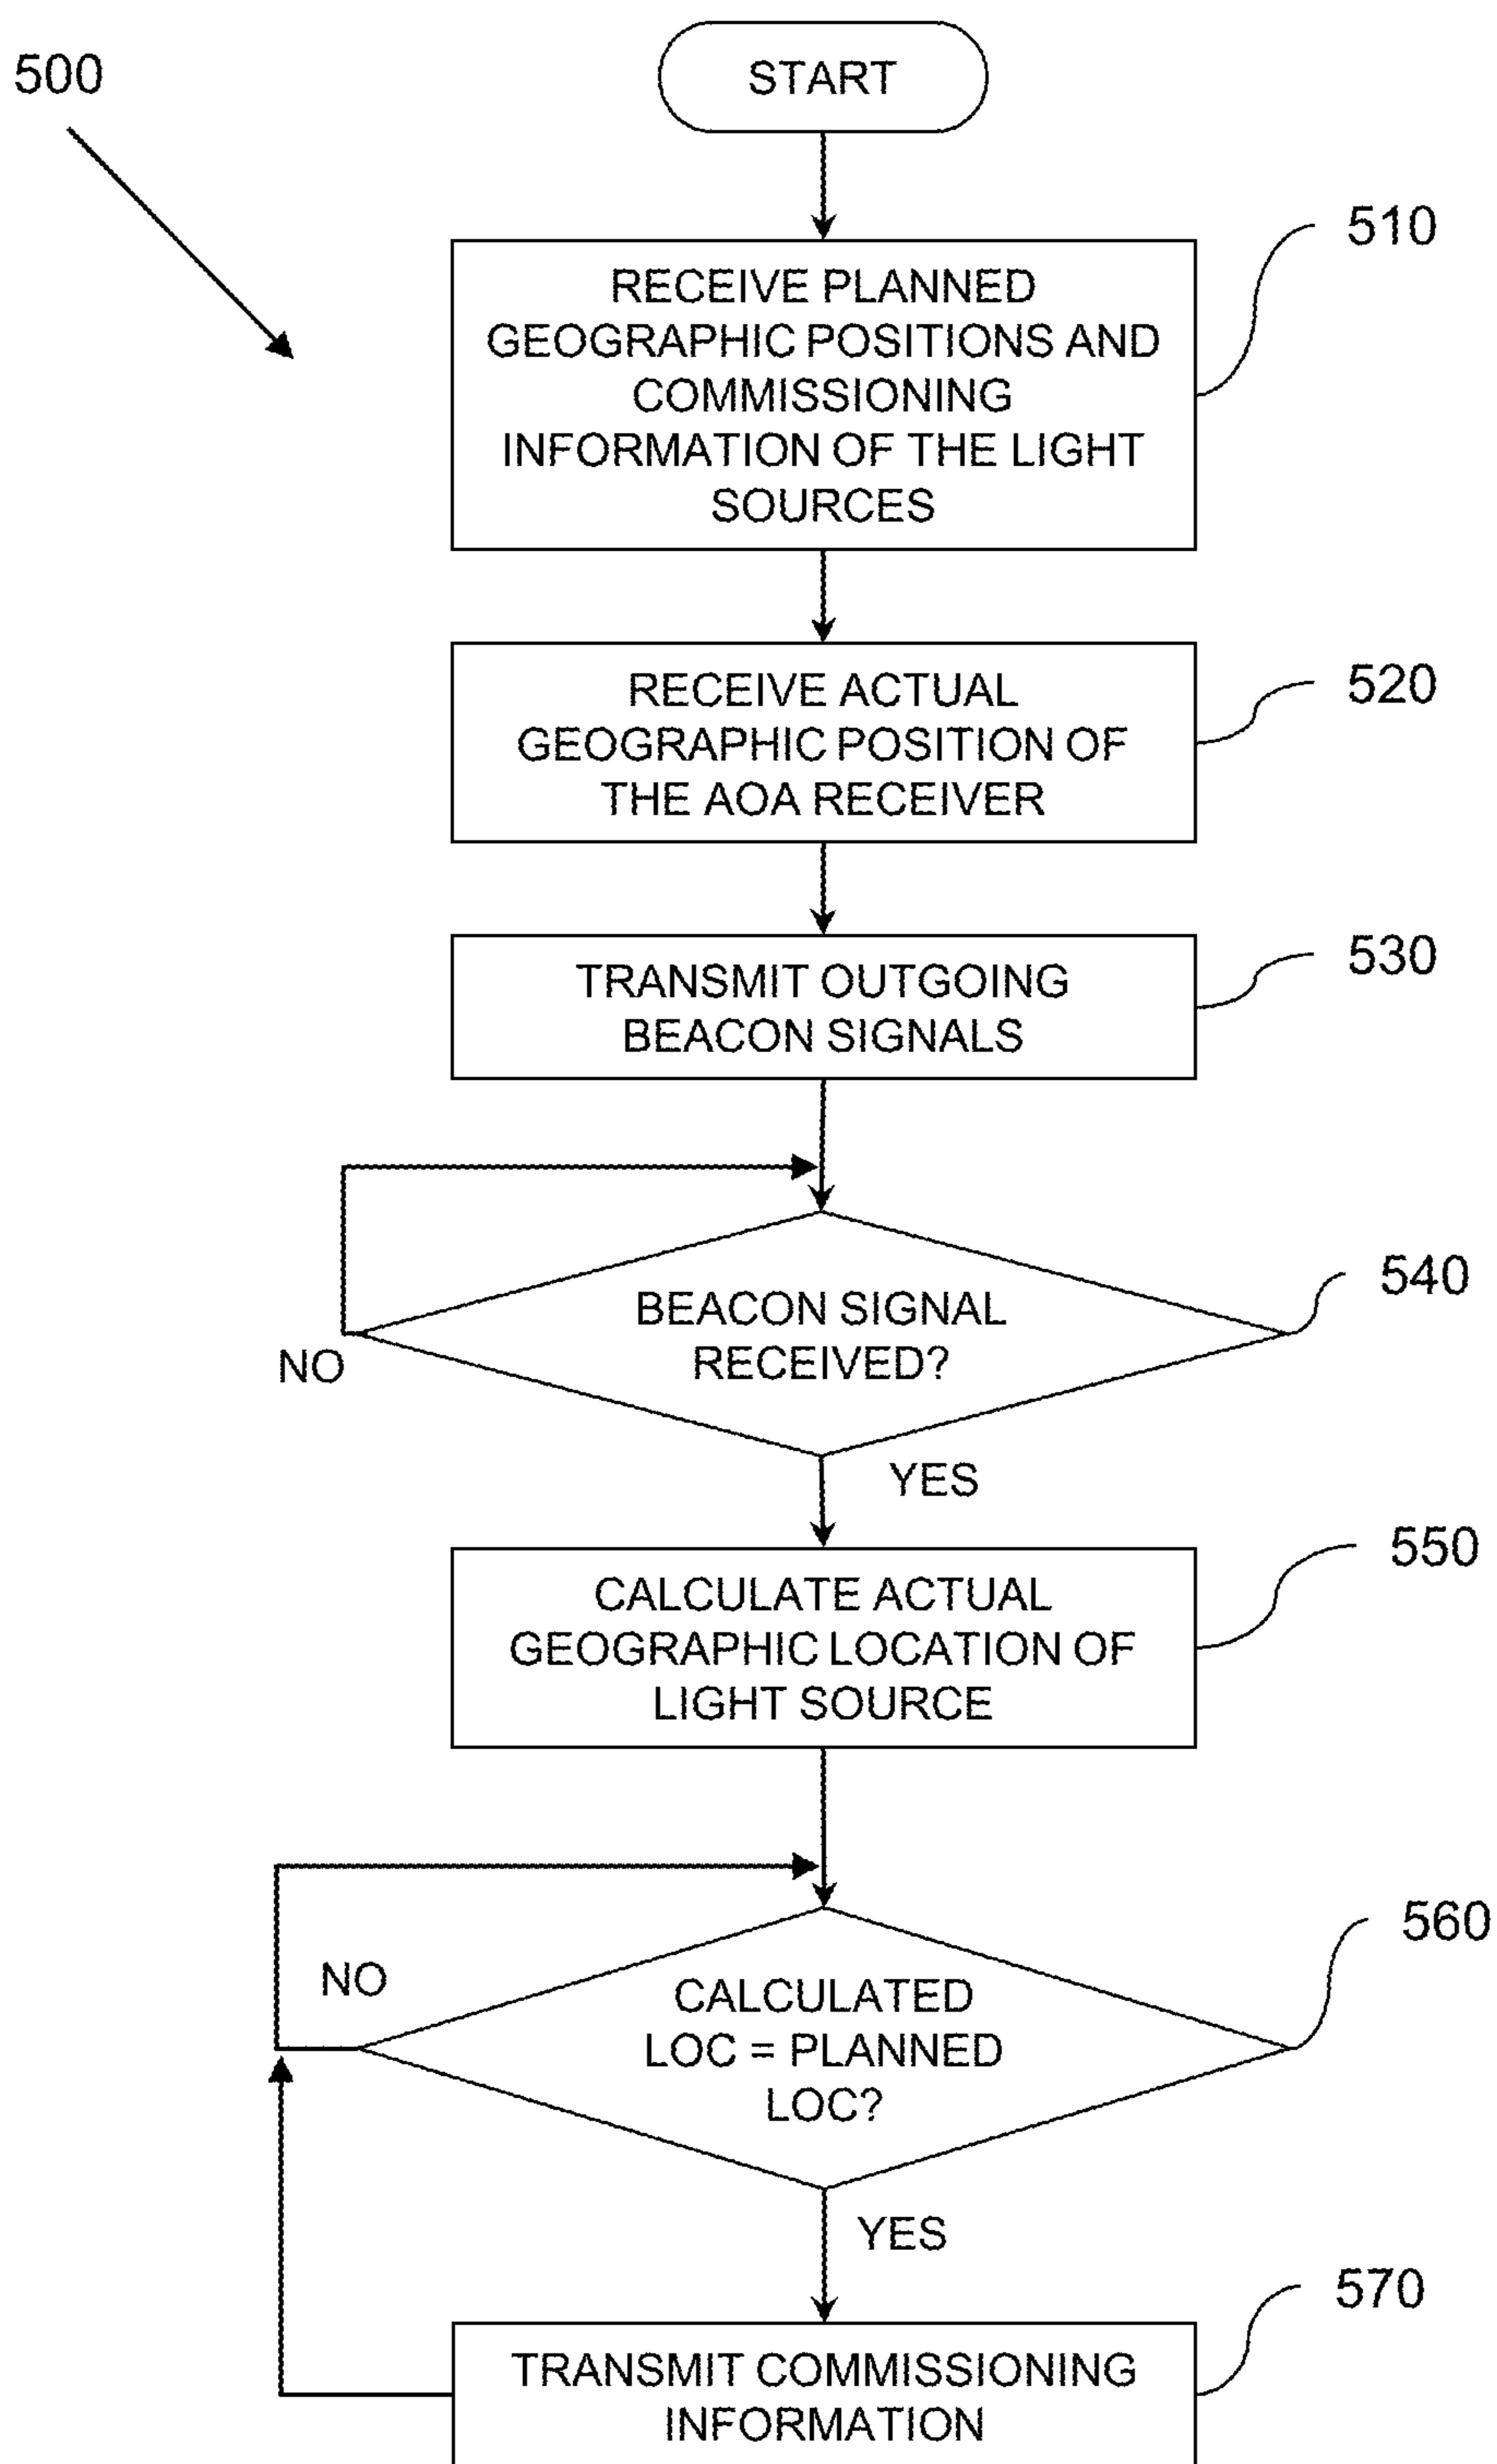 500
START
510
RECEIVE PLANNED
GEOGRAPHIC POSITIONS AND
COMMISSIONING
INFORMATION OF THE LIGHT
SOURCES
520
RECEIVE ACTUAL
GEOGRAPHIC POSITION OF
THE AOA RECEIVER
530
TRANSMIT OUTGOING
BEACON SIGNALS
540
BEACON SIGNAL
RECEIVED?
NO
YES
550
CALCULATE ACTUAL
GEOGRAPHIC LOCATION OF
LIGHT SOURCE
560
NO
CALCULATED
LOC = PLANNED
LOC?
YES
570
TRANSMIT COMMISSIONING
INFORMATION